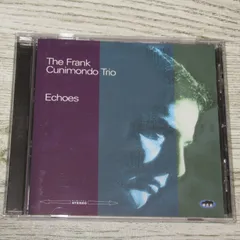 The Frank
Cunimondo Trio
Echoes